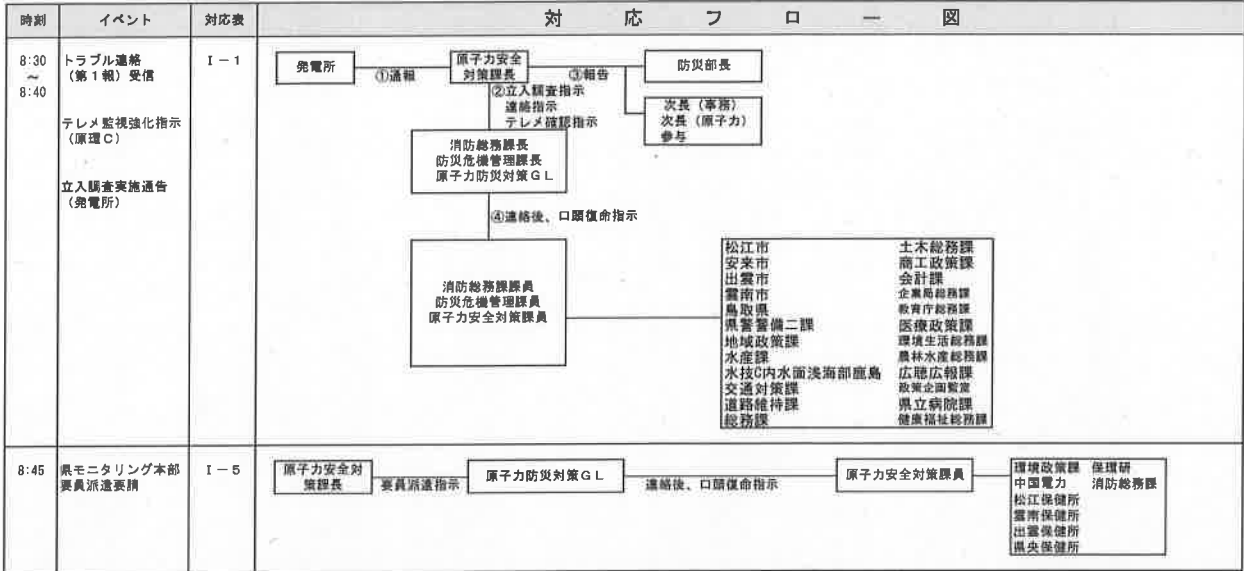 時刻 イベント 対応表 対応フロー図
8:30
~
8:40
トラブル連絡
(第1報)受信
テレメ監視強化指示
(原環C)
立入調査実施通告
(発電所)
I-1
発電所
①通報
原子力安全
対策課長
③報告
防災部長
次長(事務)
次長(原子力)
参与
②立入調査指示
連絡指示
テレメ確認指示
消防総務課長
防災危機管理課長
原子力防災対策GL
④連絡後、口頭復命指示
消防総務課課員
防災危機管理課員
原子力安全対策課員
松江市 土木総務課
安来市 商工政策課
出雲市 会計課
雲南市 企業局総務課
鳥取県 教育庁総務課
県警警備二課 医療政策課
地域政策課 環境生活総務課
水産課 農林水産総務課
水技C内水面浅海部鹿島 広聴広報課
交通対策課 政策企画監室
道路維持課 県立病院課
総務課 健康福祉総務課
8:45
県モニタリング本部
要員派遣要請
I-5
原子力安全対
策課長
要員派遣指示
原子力防災対策GL
連絡後、口頭復命指示
原子力安全対策課員
環境政策課 保環研
中国電力 消防総務課
松江保健所
雲南保健所
出雲保健所
県央保健所